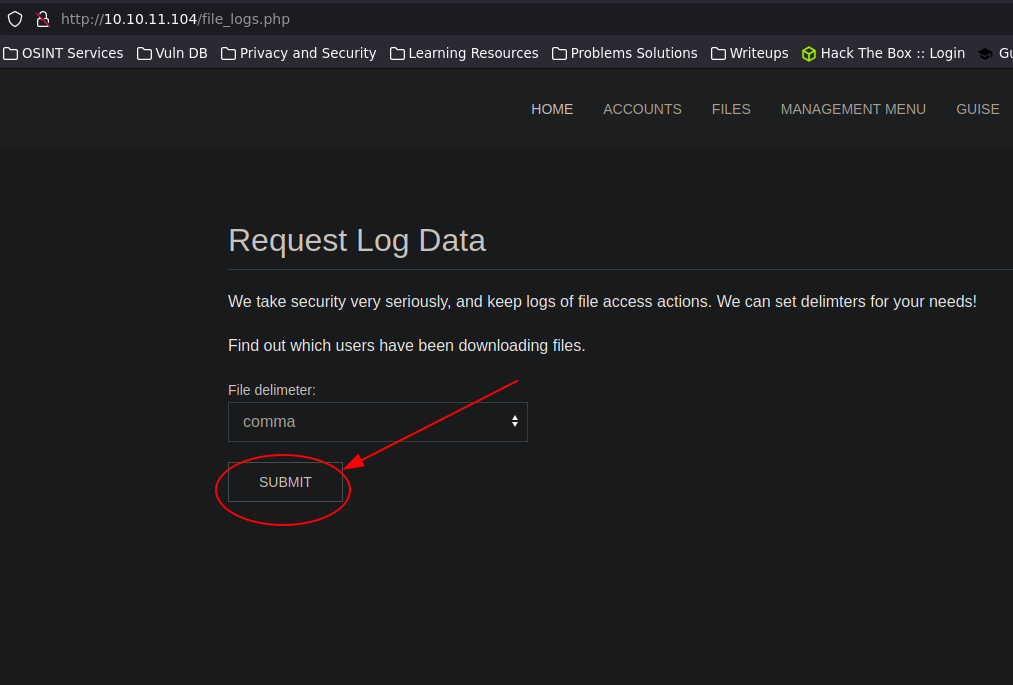 http://10.10.11.104/file_logs.php
OSINT Services Vuln DB Privacy and Security Learning Resources Problems Solutions Writeups Hack The Box :: Login
HOME ACCOUNTS FILES MANAGEMENT MENU GUISE
Request Log Data
We take security very seriously, and keep logs of file access actions. We can set delimters for your needs!
Find out which users have been downloading files.
File delimeter:
comma
SUBMIT